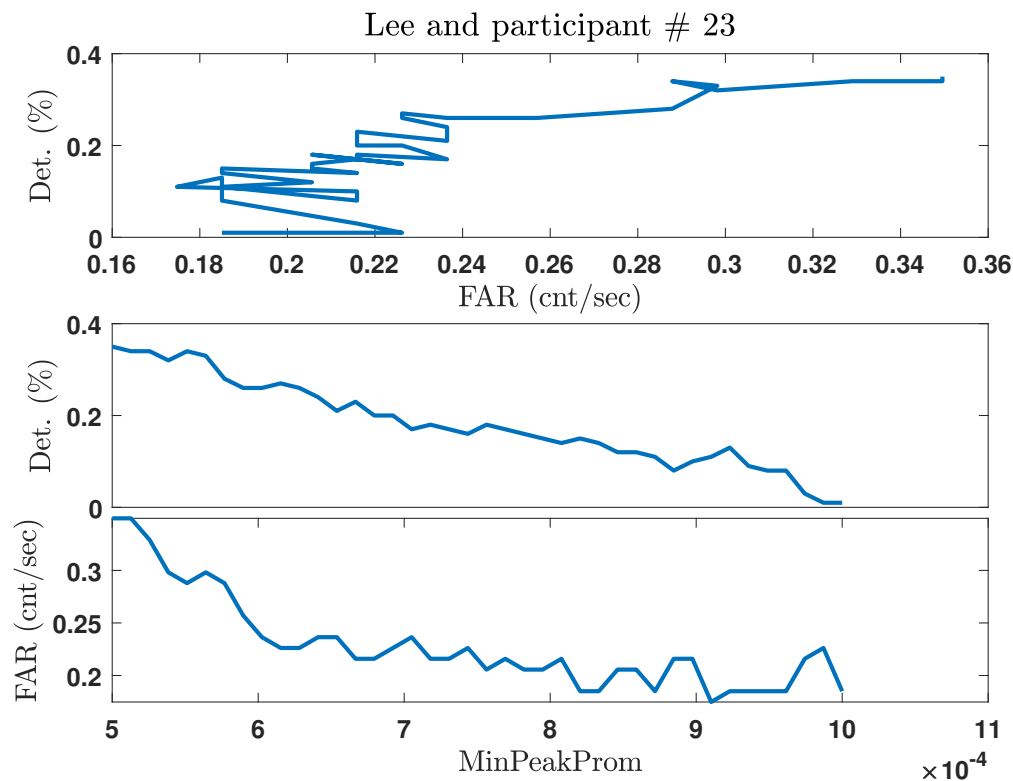 Lee and participant # 23
0.4
0.2
0
Det. (%)
0.16 0.18 0.2 0.22 0.24 0.26 0.28 0.3 0.32 0.34 0.36
FAR (cnt/sec)
0.4
0.2
0
Det. (%)
0.3
0.25
0.2
FAR (cnt/sec)
5 6 7 8 9 10 11
MinPeakProm
×10-4